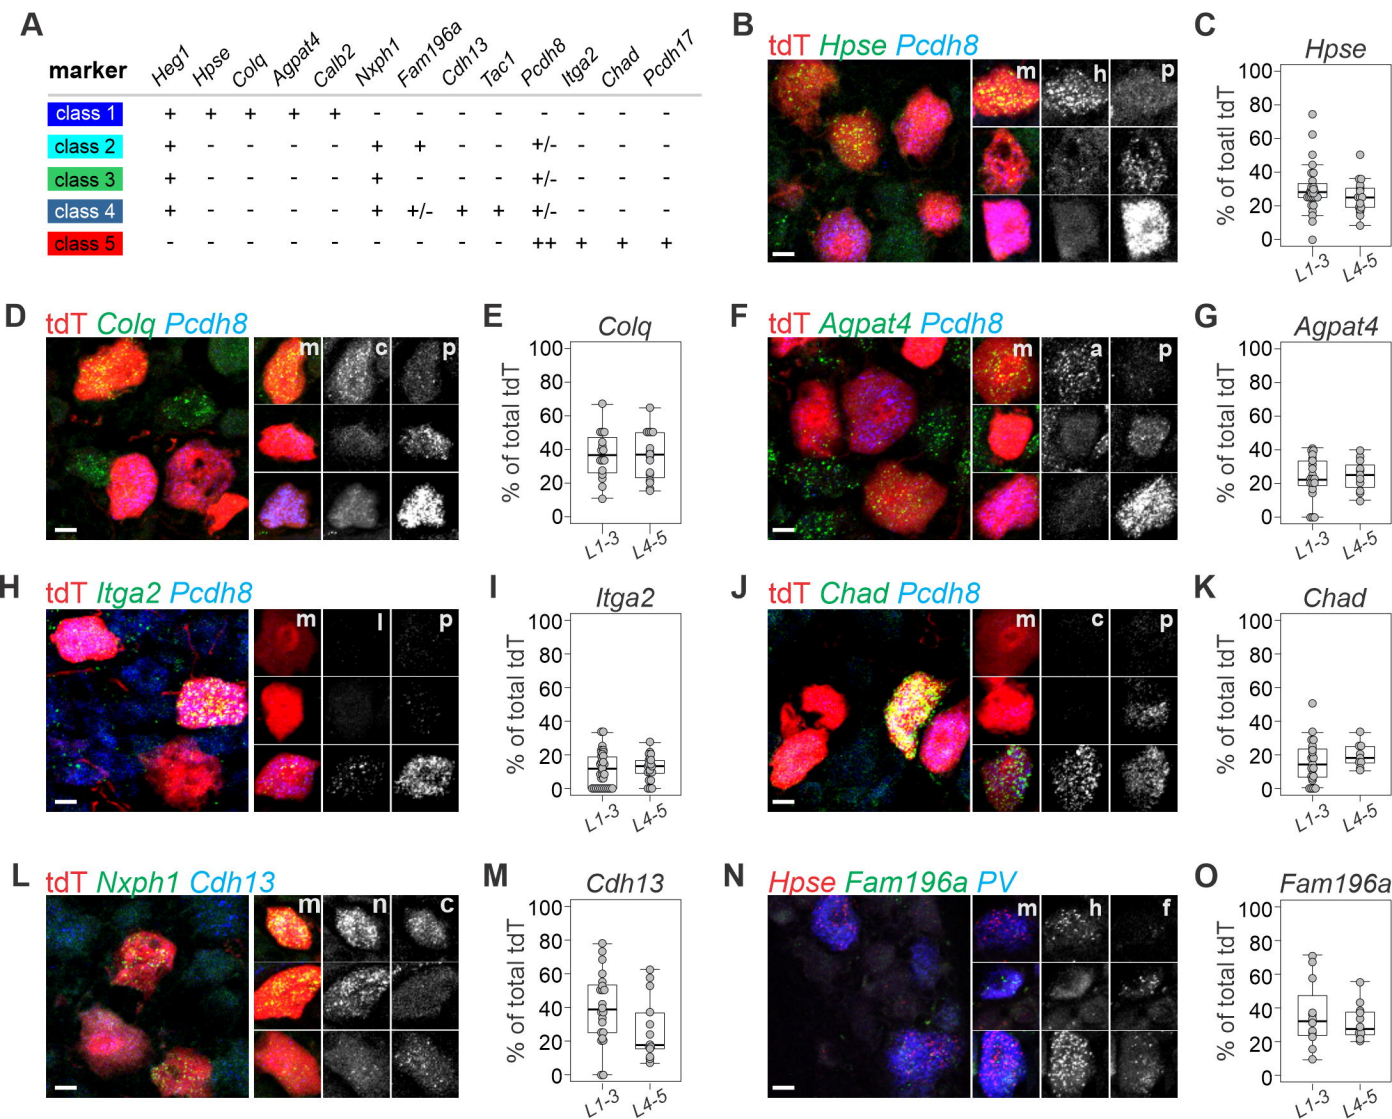 A
marker Heg1 Hpse Colq Agpat4 Calb2 Nxph1 Fam196a Cdh13 Tac1 Pcdh8 Itga2 Chad Pcdh17
class 1 + + + + + - - - - - - - -
class 2 + - - - - + + - - +/- - - -
class 3 + - - - - + - - - +/- - - -
class 4 + - - - - + +/- + + +/- - - -
class 5 - - - - - - - - - ++ + + +
B
tdT Hpse Pcdh8
m h p
C
Hpse
% of toatl tdT
100
80
60
40
20
0
L1-3 L4-5
D
tdT Colq Pcdh8
m c p
E
Colq
% of total tdT
100
80
60
40
20
0
L1-3 L4-5
F
tdT Agpat4 Pcdh8
m a p
G
Agpat4
% of total tdT
100
80
60
40
20
0
L1-3 L4-5
H
tdT Itga2 Pcdh8
m I p
I
Itga2
% of total tdT
100
80
60
40
20
0
L1-3 L4-5
J
tdT Chad Pcdh8
m c p
K
Chad
% of total tdT
100
80
60
40
20
0
L1-3 L4-5
L
tdT Nxph1 Cdh13
m n c
M
Cdh13
% of total tdT
100
80
60
40
20
0
L1-3 L4-5
N
Hpse Fam196a PV
m h f
O
Fam196a
% of total tdT
100
80
60
40
20
0
L1-3 L4-5